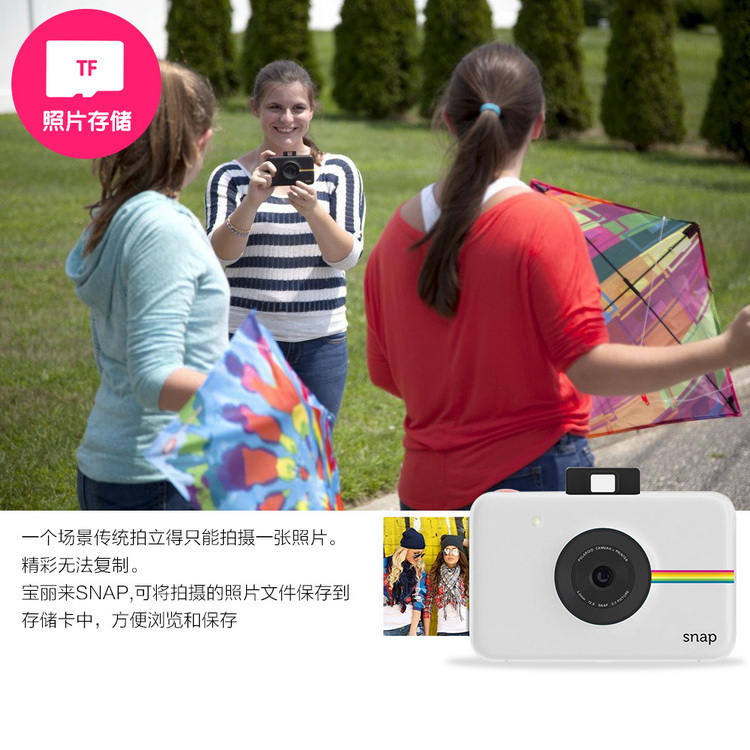 TF
照片存储
一个场景传统拍立得只能拍摄一张照片。
精彩无法复制。
宝丽来SNAP,可将拍摄的照片文件保存到
存储卡中，方便浏览和保存
POLAROID CAMERA & PRINTER
snap